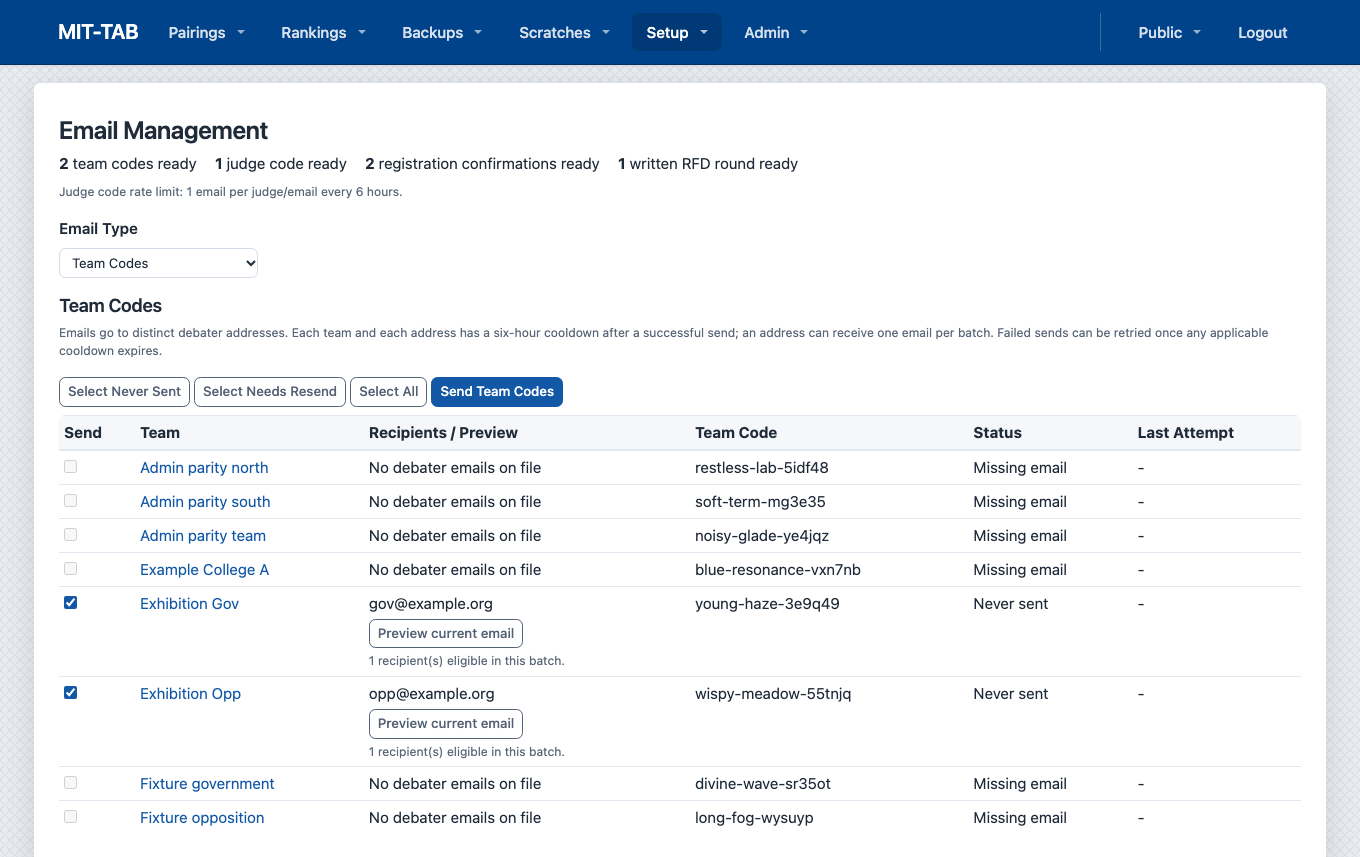 MIT-TAB Pairings Rankings Backups Scratches Setup Admin Public Logout
Email Management
2 team codes ready 1 judge code ready 2 registration confirmations ready 1 written RFD round ready
Judge code rate limit: 1 email per judge/email every 6 hours.
Email Type
Team Codes
Team Codes
Emails go to distinct debater addresses. Each team and each address has a six-hour cooldown after a successful send; an address can receive one email per batch. Failed sends can be retried once any applicable
cooldown expires.
Select Never Sent Select Needs Resend Select All Send Team Codes
Send Team Recipients / Preview Team Code Status Last Attempt
Admin parity north No debater emails on file restless-lab-5idf48 Missing email -
Admin parity south No debater emails on file soft-term-mg3e35 Missing email -
Admin parity team No debater emails on file noisy-glade-ye4jqz Missing email -
Example College A No debater emails on file blue-resonance-vxn7nb Missing email -
Exhibition Gov gov@example.org young-haze-3e9q49 Never sent -
Preview current email
1 recipient(s) eligible in this batch.
Exhibition Opp opp@example.org wispy-meadow-55tnjq Never sent -
Preview current email
1 recipient(s) eligible in this batch.
Fixture government No debater emails on file divine-wave-sr35ot Missing email -
Fixture opposition No debater emails on file long-fog-wysuyp Missing email -